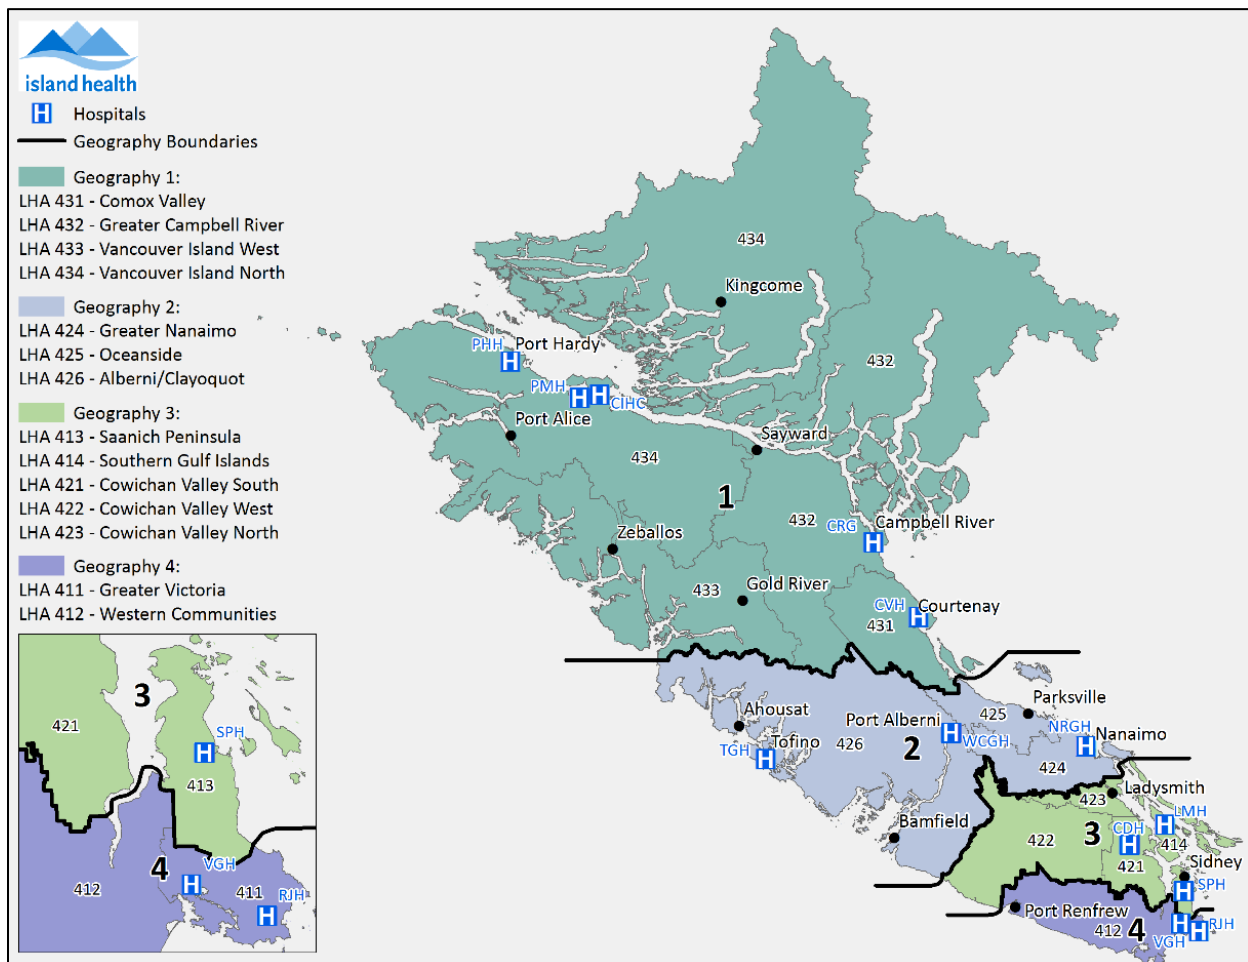 island health
H Hospitals
Geography Boundaries
Geography 1:
LHA 431 - Comox Valley
LHA 432 - Greater Campbell River
LHA 433 - Vancouver Island West
LHA 434 - Vancouver Island North
Geography 2:
LHA 424 - Greater Nanaimo
LHA 425 - Oceanside
LHA 426 - Alberni/Clayoquot
Geography 3:
LHA 413 - Saanich Peninsula
LHA 414 - Southern Gulf Islands
LHA 421 - Cowichan Valley South
LHA 422 - Cowichan Valley West
LHA 423 - Cowichan Valley North
Geography 4:
LHA 411 - Greater Victoria
LHA 412 - Western Communities
3
421
SPH
H
413
4
VGH
H
412
411
RJH
H
434
Kingcome
PHH
Port Hardy
H
432
PMH
H
H
CIHC
Port Alice
Sayward
434
1
432
CRG
Campbell River
H
Zeballos
433
Gold River
CVH
Courtenay
H
431
Ahousat
Port Alberni
425
Parksville
TGH
Tofino
H
426
2
H
WCGH
NRGH
H
Nanaimo
424
Bamfield
423
Ladysmith
422
3
CDH
H
LMH
H
414
421
Sidney
H
SPH
Port Renfrew
412
4
VGH
H
H
RJH